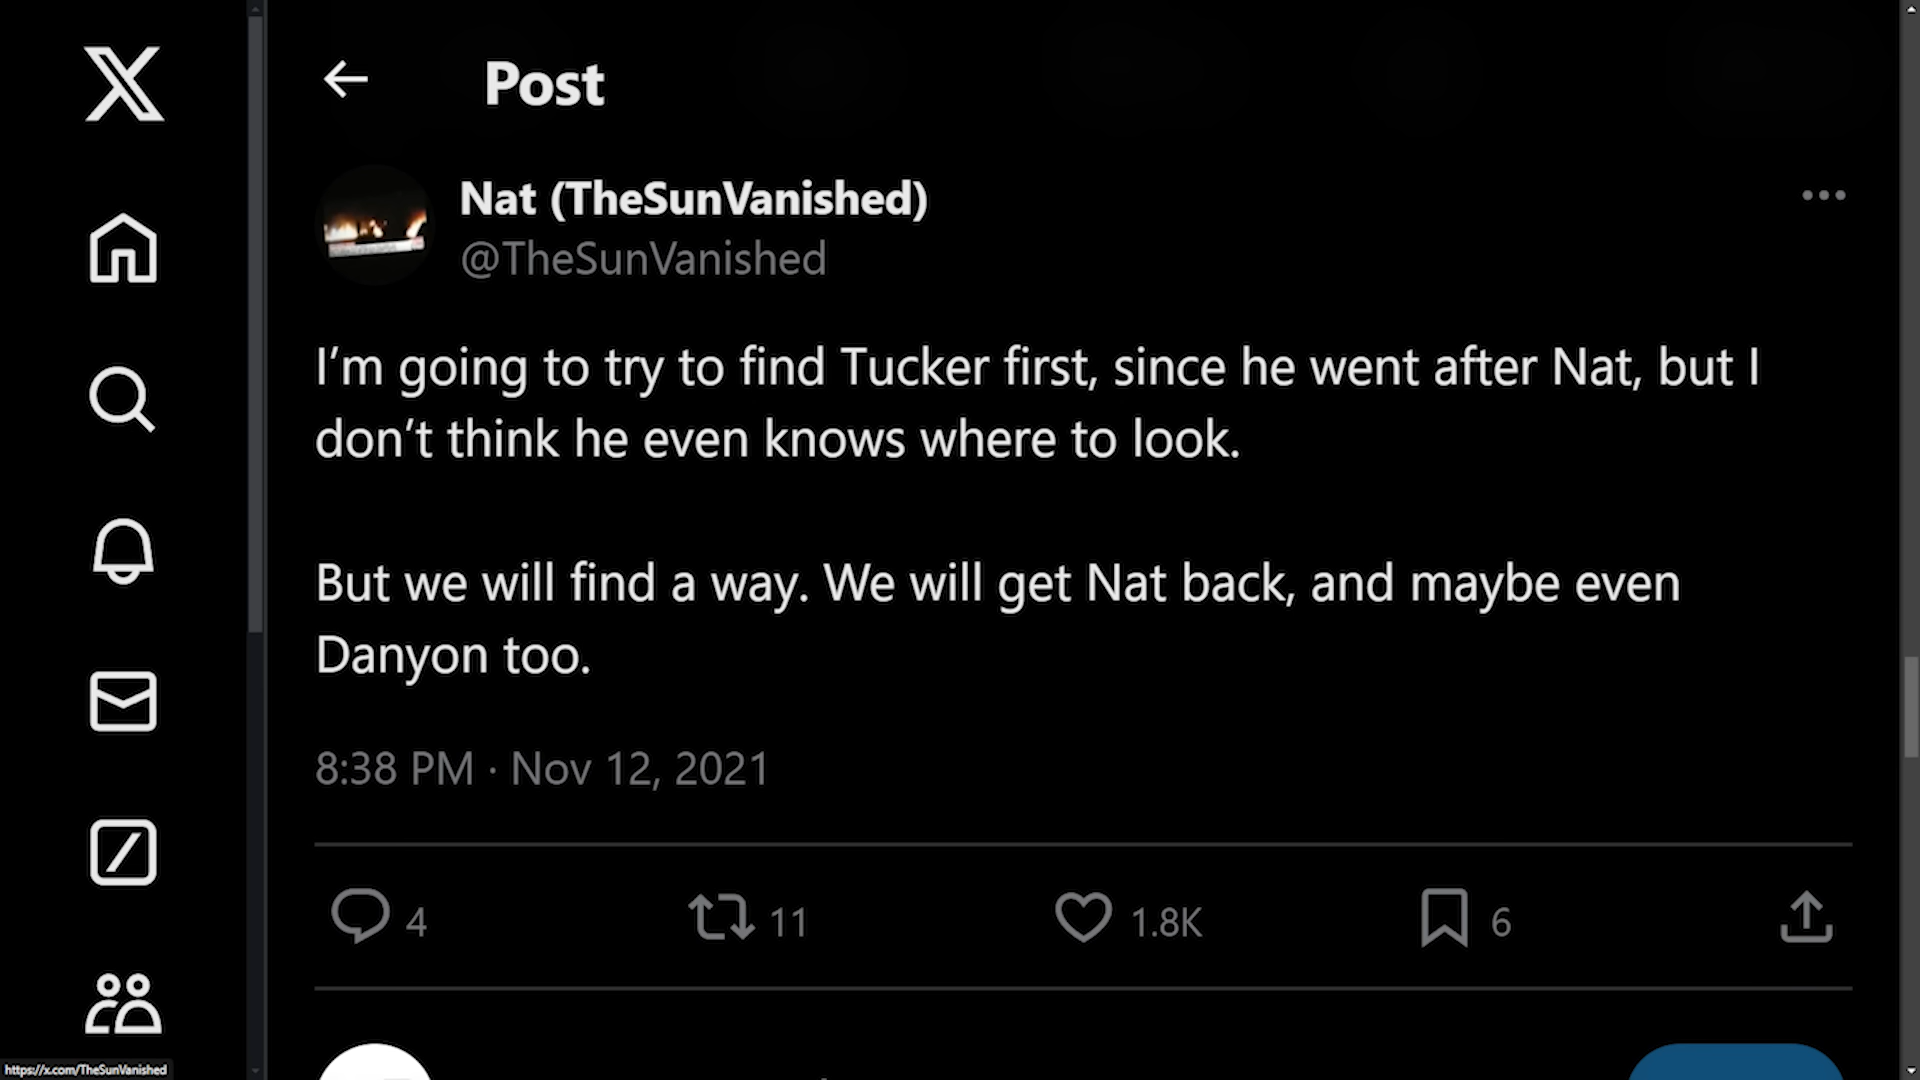 Post
Nat (TheSunVanished)
@TheSunVanished
I’m going to try to find Tucker first, since he went after Nat, but I
don’t think he even knows where to look.
But we will find a way. We will get Nat back, and maybe even
Danyon too.
8:38 PM · Nov 12, 2021
4 11 1.8K 6
https://x.com/TheSunVanished